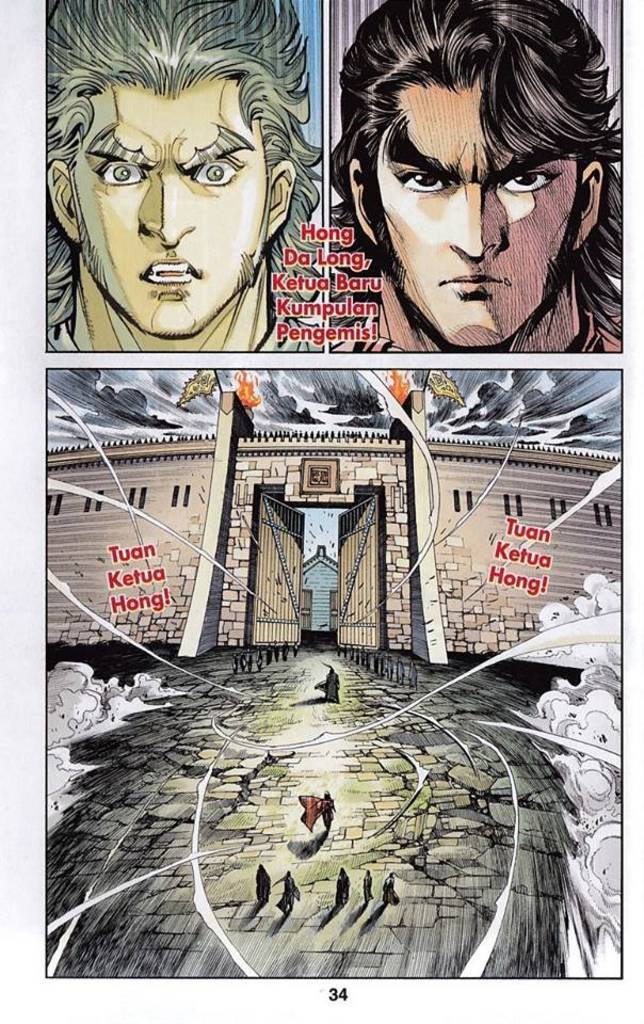 Hong
Da Long,
Ketua Baru
Kumpulan
Pengemis!
Tuan
Ketua
Hong!
Tuan
Ketua
Hong!
34